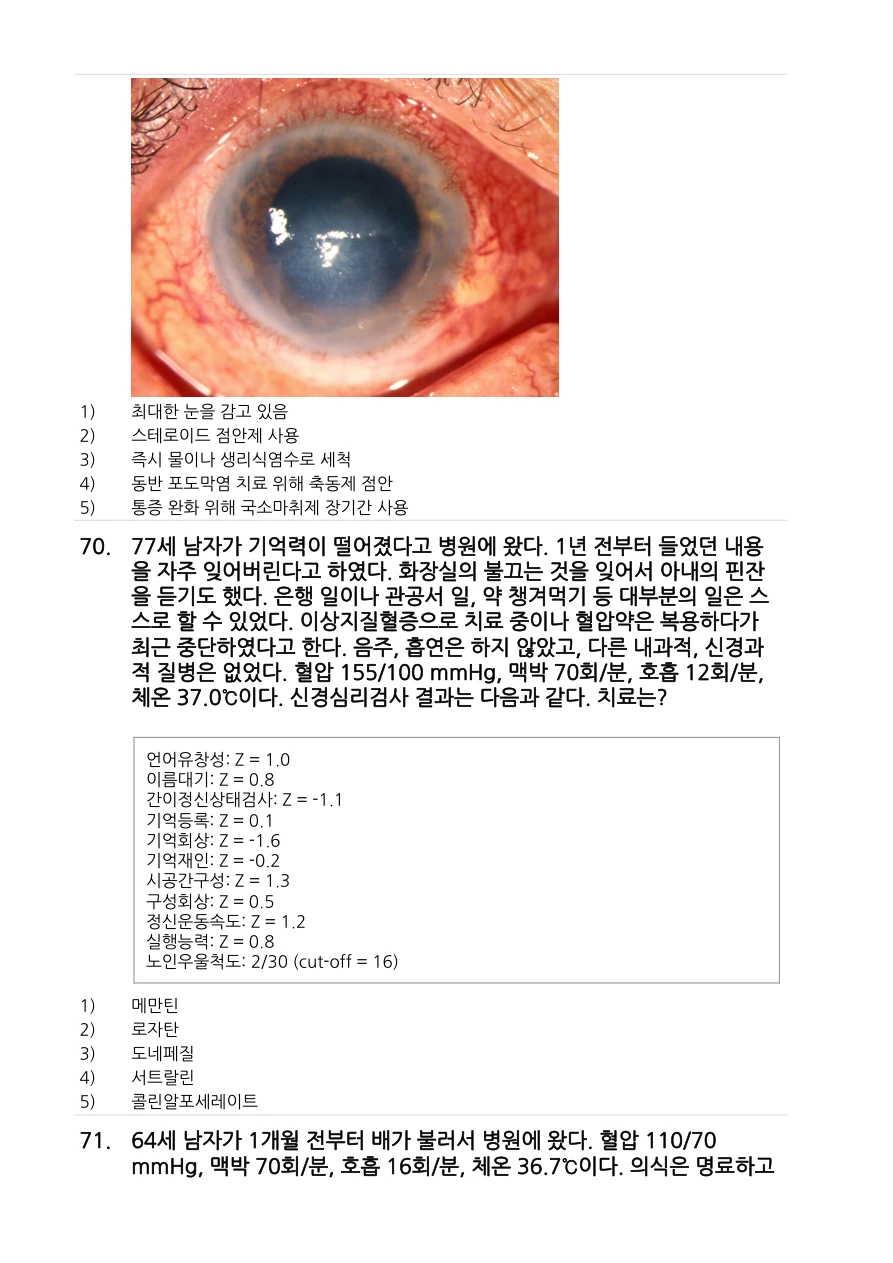 1) 최대한 눈을 감고 있음
2) 스테로이드 점안제 사용
3) 즉시 물이나 생리식염수로 세척
4) 동반 포도막염 치료 위해 축동제 점안
5) 통증 완화 위해 국소마취제 장기간 사용
70. 77세 남자가 기억력이 떨어졌다고 병원에 왔다. 1년 전부터 들었던 내용
을 자주 잊어버린다고 하였다. 화장실의 불끄는 것을 잊어서 아내의 핀잔
을 듣기도 했다. 은행 일이나 관공서 일, 약 챙겨먹기 등 대부분의 일은 스
스로 할 수 있었다. 이상지질혈증으로 치료 중이나 혈압약은 복용하다가
최근 중단하였다고 한다. 음주, 흡연은 하지 않았고, 다른 내과적, 신경과
적 질병은 없었다. 혈압 155/100 mmHg, 맥박 70회/분, 호흡 12회/분,
체온 37.0℃이다. 신경심리검사 결과는 다음과 같다. 치료는?
언어유창성: Z = 1.0
이름대기: Z = 0.8
간이정신상태검사: Z = -1.1
기억등록: Z = 0.1
기억회상: Z = -1.6
기억재인: Z = -0.2
시공간구성: Z = 1.3
구성회상: Z = 0.5
정신운동속도: Z = 1.2
실행능력: Z = 0.8
노인우울척도: 2/30 (cut-off = 16)
1) 메만틴
2) 로자탄
3) 도네페질
4) 서트랄린
5) 콜린알포세레이트
71. 64세 남자가 1개월 전부터 배가 불러서 병원에 왔다. 혈압 110/70
mmHg, 맥박 70회/분, 호흡 16회/분, 체온 36.7℃이다. 의식은 명료하고